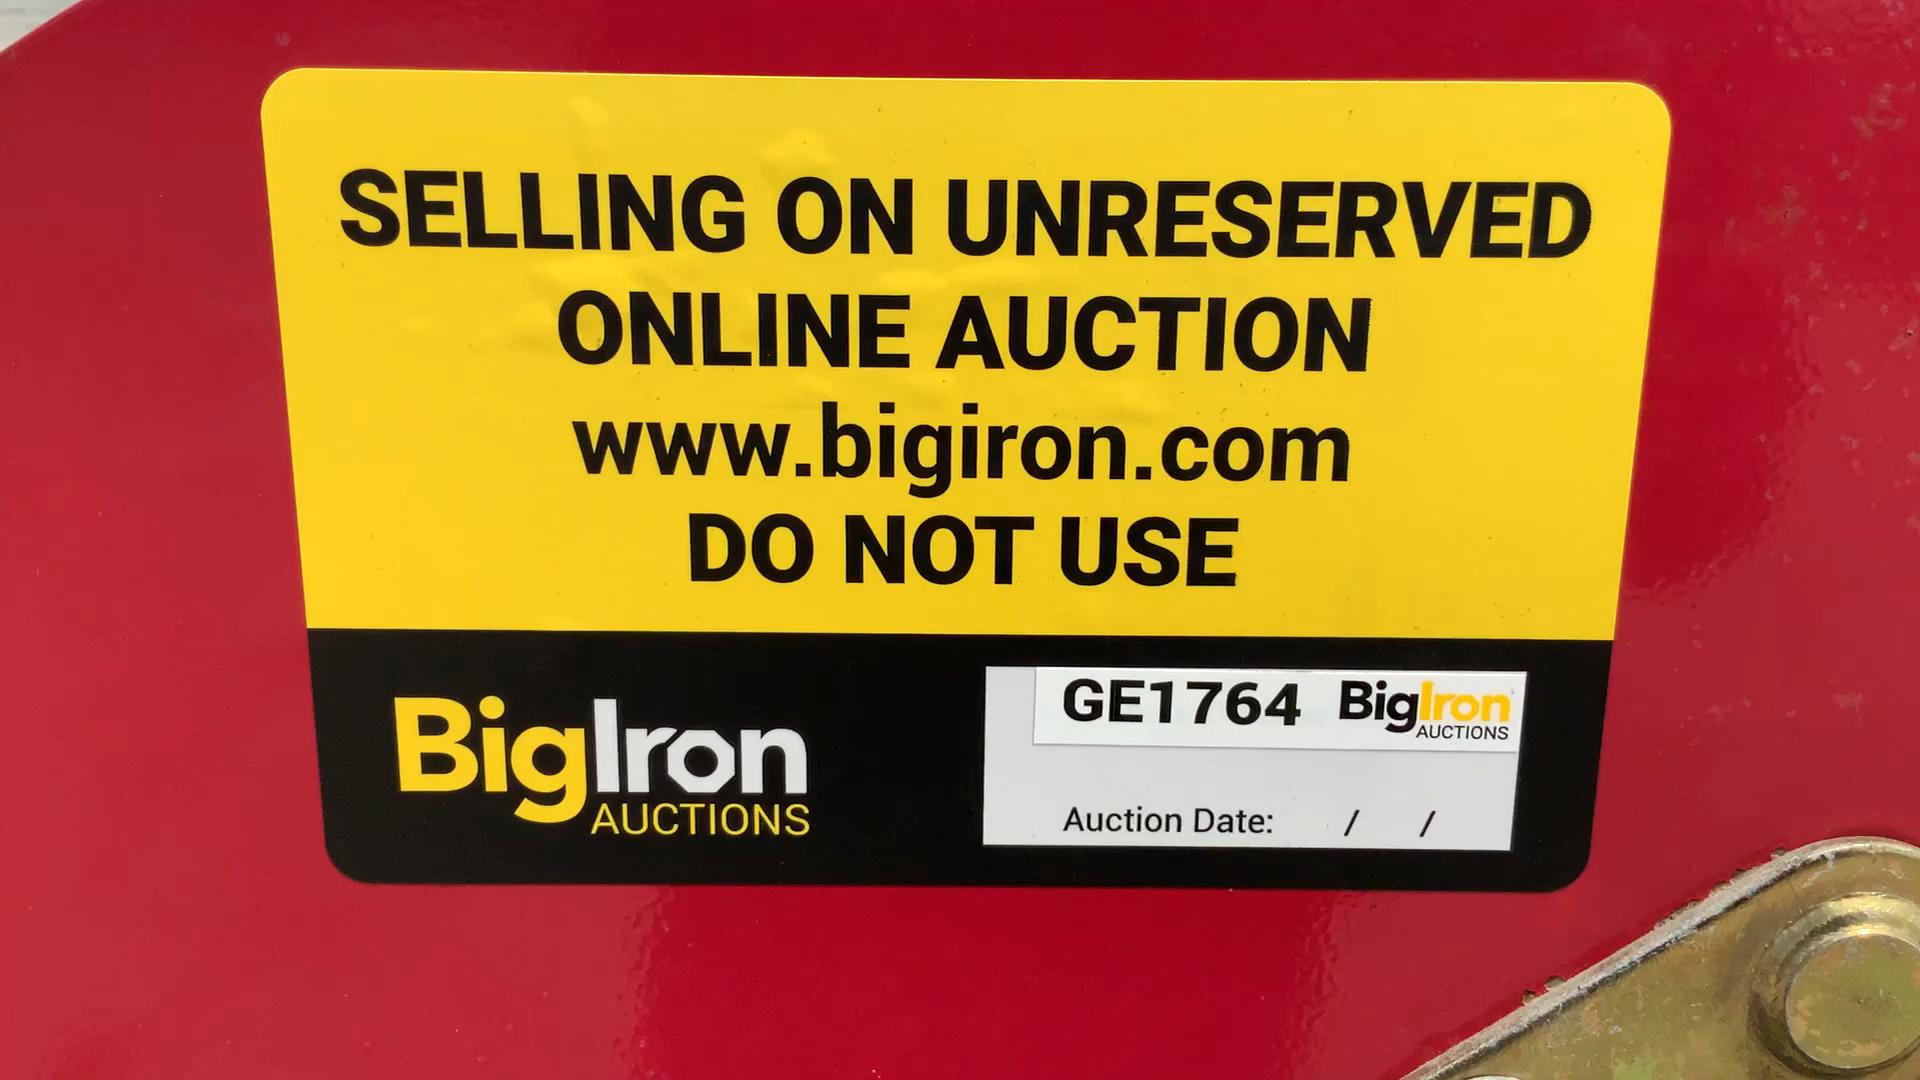 SELLING ON UNRESERVED
ONLINE AUCTION
www.bigiron.com
DO NOT USE
BigIron
AUCTIONS
GE1764 BigIron
AUCTIONS
Auction Date: / /